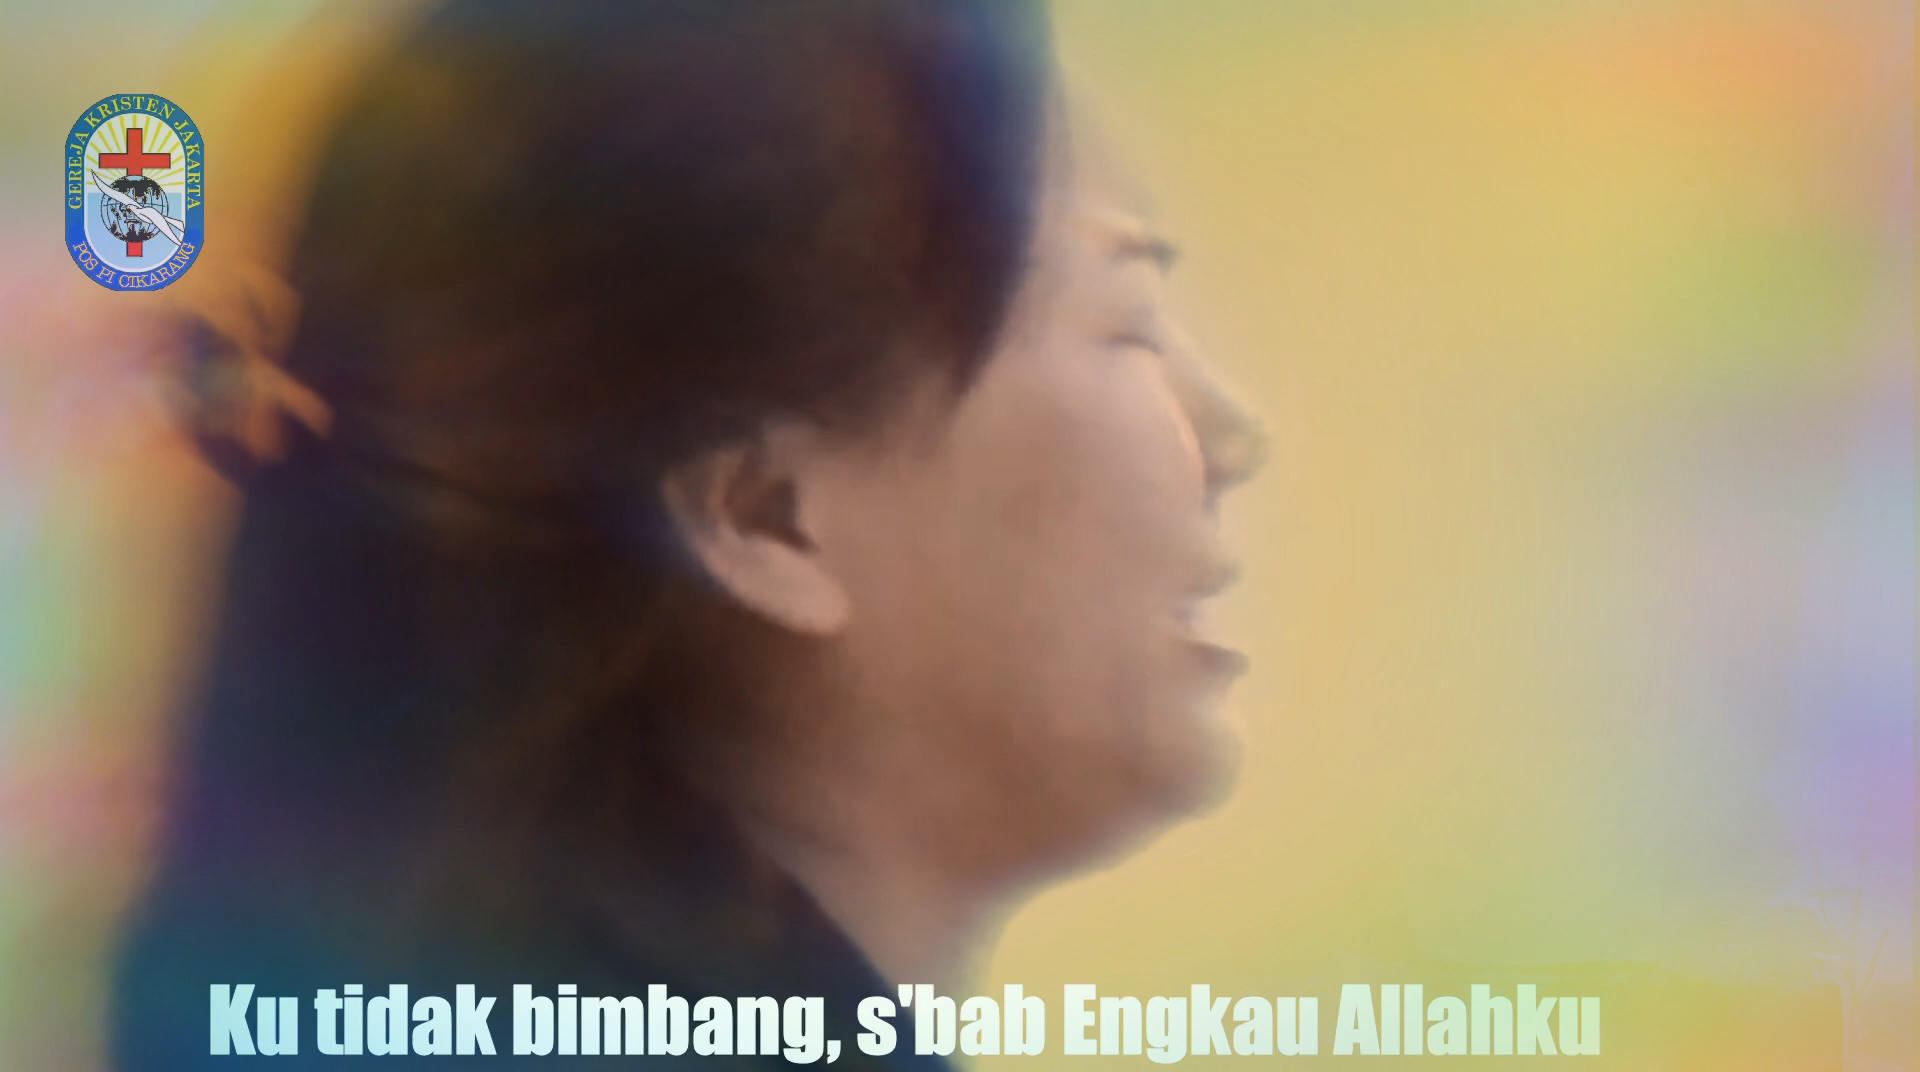 GEREJA KRISTEN JAKARTA
POS PI CIKARANG
Ku tidak bimbang, s'bab Engkau Allahku